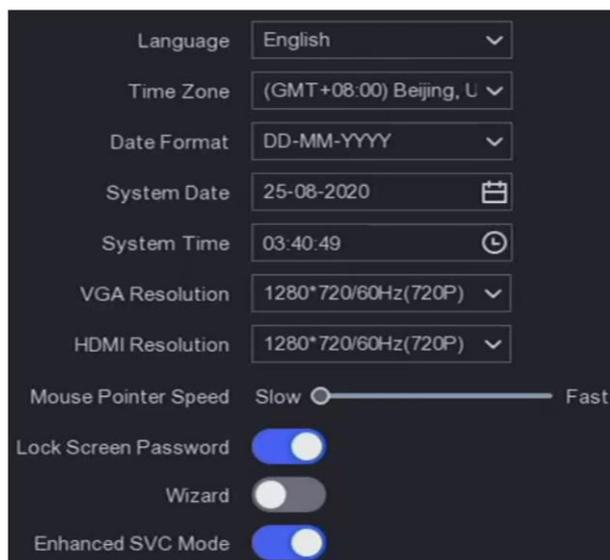 Language English
Time Zone (GMT+08:00) Beijing, U
Date Format DD-MM-YYYY
System Date 25-08-2020
System Time 03:40:49
VGA Resolution 1280*720/60Hz(720P)
HDMI Resolution 1280*720/60Hz(720P)
Mouse Pointer Speed Slow Fast
Lock Screen Password
Wizard
Enhanced SVC Mode